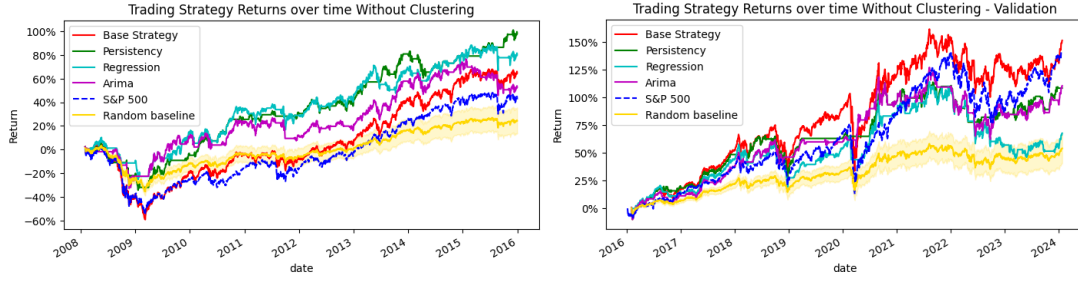 Trading Strategy Returns over time Without Clustering
Return
100%
80%
60%
40%
20%
0%
−20%
−40%
−60%
Base Strategy
Persistency
Regression
Arima
S&P 500
Random baseline
2008
2009
2010
2011
2012
2013
2014
2015
2016
date
Trading Strategy Returns over time Without Clustering - Validation
Return
150%
125%
100%
75%
50%
25%
0%
Base Strategy
Persistency
Regression
Arima
S&P 500
Random baseline
2016
2017
2018
2019
2020
2021
2022
2023
2024
date